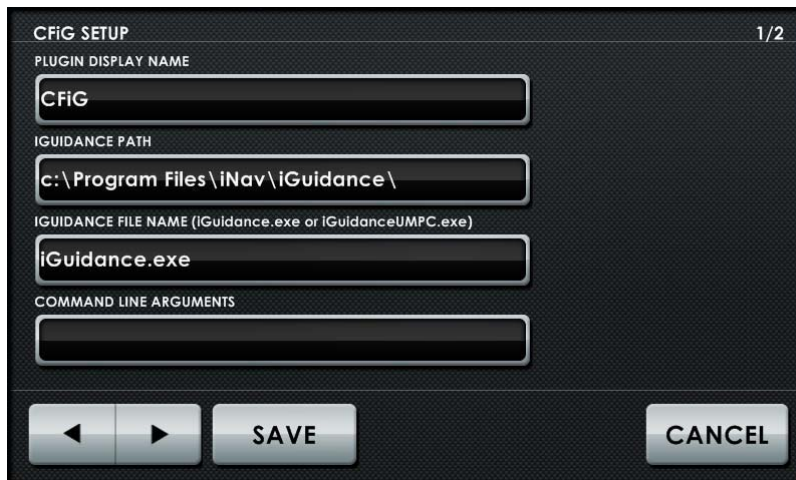 CFiG SETUP 1/2
PLUGIN DISPLAY NAME
CFiG
IGUIDANCE PATH
c:\Program Files\iNav\iGuidance\
IGUIDANCE FILE NAME (iGuidance.exe or iGuidanceUMPC.exe)
iGuidance.exe
COMMAND LINE ARGUMENTS
SAVE CANCEL